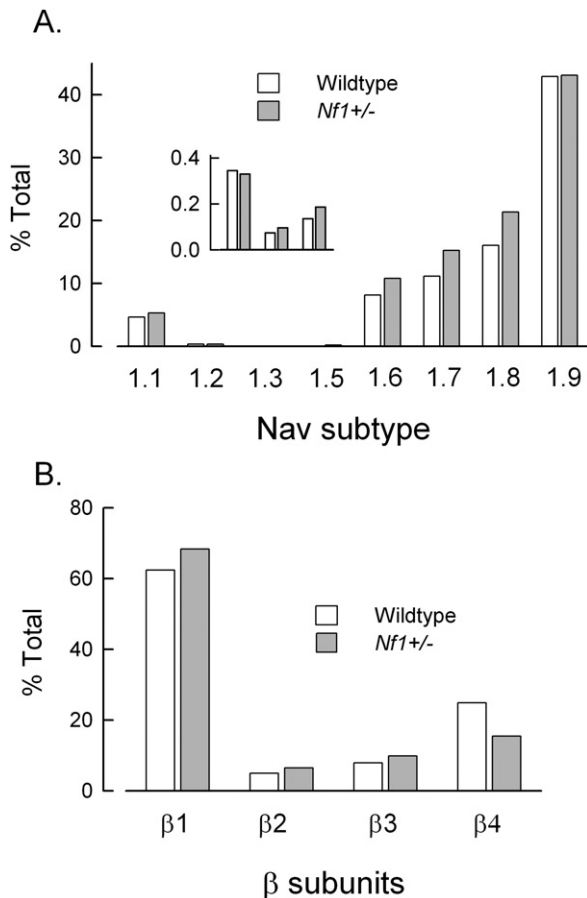 A.
Wildtype
Nf1+/-
% Total
40
30
20
10
0
0.4
0.2
0.0
1.1 1.2 1.3 1.5 1.6 1.7 1.8 1.9
Nav subtype
B.
Wildtype
Nf1+/-
% Total
80
60
40
20
0
β1 β2 β3 β4
β subunits